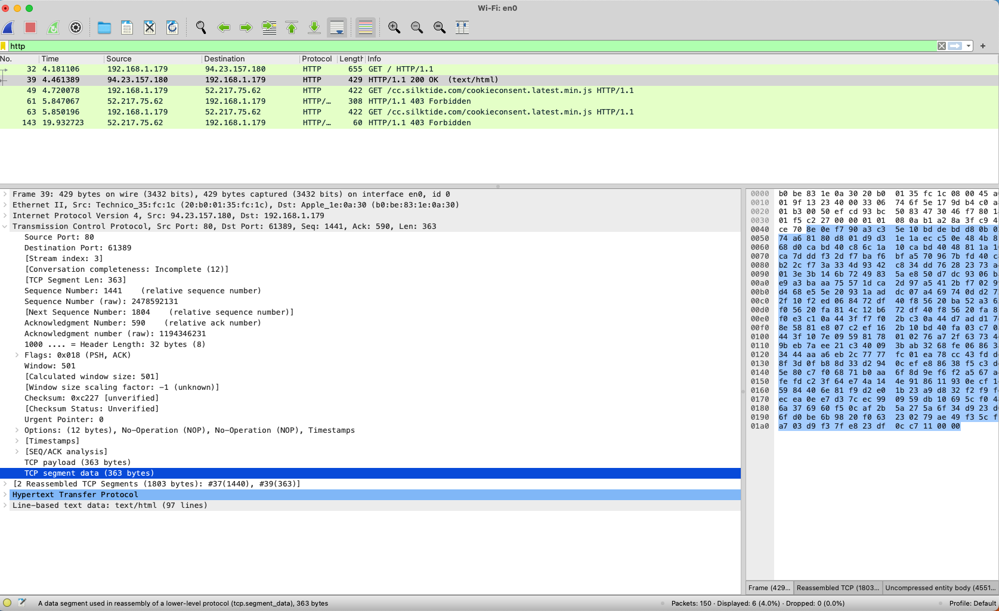 Wi-Fi: en0
http
No. Time Source Destination Protocol Length Info
32 4.181106 192.168.1.179 94.23.157.180 HTTP 655 GET / HTTP/1.1
39 4.461389 94.23.157.180 192.168.1.179 HTTP 429 HTTP/1.1 200 OK (text/html)
49 4.720078 192.168.1.179 52.217.75.62 HTTP 422 GET /cc.silktide.com/cookieconsent.latest.min.js HTTP/1.1
61 5.847067 52.217.75.62 192.168.1.179 HTTP/… 308 HTTP/1.1 403 Forbidden
63 5.850196 192.168.1.179 52.217.75.62 HTTP 422 GET /cc.silktide.com/cookieconsent.latest.min.js HTTP/1.1
143 19.932723 52.217.75.62 192.168.1.179 HTTP/… 60 HTTP/1.1 403 Forbidden
Frame 39: 429 bytes on wire (3432 bits), 429 bytes captured (3432 bits) on interface en0, id 0
Ethernet II, Src: Technico_35:fc:1c (20:b0:01:35:fc:1c), Dst: Apple_1e:0a:30 (b0:be:83:1e:0a:30)
Internet Protocol Version 4, Src: 94.23.157.180, Dst: 192.168.1.179
Transmission Control Protocol, Src Port: 80, Dst Port: 61389, Seq: 1441, Ack: 590, Len: 363
Source Port: 80
Destination Port: 61389
[Stream index: 3]
[Conversation completeness: Incomplete (12)]
[TCP Segment Len: 363]
Sequence Number: 1441 (relative sequence number)
Sequence Number (raw): 2478592131
[Next Sequence Number: 1804 (relative sequence number)]
Acknowledgment Number: 590 (relative ack number)
Acknowledgment number (raw): 1194346231
1000 .... = Header Length: 32 bytes (8)
Flags: 0x018 (PSH, ACK)
Window: 501
[Calculated window size: 501]
[Window size scaling factor: -1 (unknown)]
Checksum: 0xc227 [unverified]
[Checksum Status: Unverified]
Urgent Pointer: 0
Options: (12 bytes), No-Operation (NOP), No-Operation (NOP), Timestamps
[Timestamps]
[SEQ/ACK analysis]
TCP payload (363 bytes)
TCP segment data (363 bytes)
[2 Reassembled TCP Segments (1803 bytes): #37(1440), #39(363)]
Hypertext Transfer Protocol
Line-based text data: text/html (97 lines)
0000 b0 be 83 1e 0a 30 20 b0 01 35 fc 1c 08 00 45
0010 01 9f 13 23 40 00 33 06 74 6f 5e 17 9d b4 c0
0020 01 b3 00 50 ef cd 93 bc 50 83 47 30 46 f7 80
0030 01 f5 c2 27 00 00 01 01 08 0a b1 a2 8a 3f c9
0040 ce 70 8e 0e f7 90 a3 c3 5e 10 bd de bd d8 0b
0050 74 a6 81 80 d8 01 d9 d3 1e 1a ec c5 0e 48 4b
0060 68 d0 ca bd 40 c8 6c 1a 10 ca bd 40 48 81 1a
0070 ca 7d dd f3 2d f7 ba f6 bf a5 70 96 7b fd 40
0080 b2 2c f7 3a 33 4d 93 42 c8 34 dd 76 28 23 73
0090 01 3e 3b 14 6b 72 49 83 5a e8 50 d7 dc 93 06
00a0 e9 a3 ba aa 75 57 1d ca 2d 97 a5 41 2b f7 02
00b0 d4 68 e5 5e 20 93 1a ad dc 07 a4 69 74 0d d2
00c0 2f 10 f2 ed 06 84 72 df 40 f8 56 20 ba 52 a3
00d0 f0 56 20 fa 81 4c 12 b6 72 df 40 f8 56 20 fa
00e0 f0 e3 c1 0a 44 3f f7 f0 2b c3 0a 44 d7 ad d1
00f0 8e 58 81 e8 07 c2 ef 16 2b 10 bd 40 fa 03 c7
0100 44 3f 10 7e 09 59 81 78 01 02 76 a7 2f 63 73
0110 9b eb 7a ee 21 c3 40 09 3b ab 32 68 fe 06 86
0120 34 44 aa a6 eb 2c 77 77 fc 01 ea 78 cc 43 fd
0130 8f 3d 0f b8 8d 33 d2 94 0c ef e8 86 38 f5 c3
0140 5e 80 c7 f0 68 71 b0 aa 6f 8d 9e f6 f2 a5 67
0150 fe fd c2 3f 64 e7 4a 14 4e 91 86 11 93 0e cf
0160 59 84 40 6e 81 f9 d2 e0 1b 23 a9 d8 32 f2 f9
0170 ec ea 0e e7 d3 7c ec 99 09 59 db 10 69 5c f0
0180 6a 37 69 60 f5 0c af 2b 5a 27 5a 6f 34 d9 23
0190 6f d0 be 6b 98 20 f0 63 23 02 79 ae 49 f3 5c
01a0 a7 03 d9 f3 7f e8 23 df 0c c7 11 00 00
Frame (429… Reassembled TCP (1803… Uncompressed entity body (4551…
A data segment used in reassembly of a lower-level protocol (tcp.segment_data), 363 bytes
Packets: 150 · Displayed: 6 (4.0%) · Dropped: 0 (0.0%)
Profile: Default